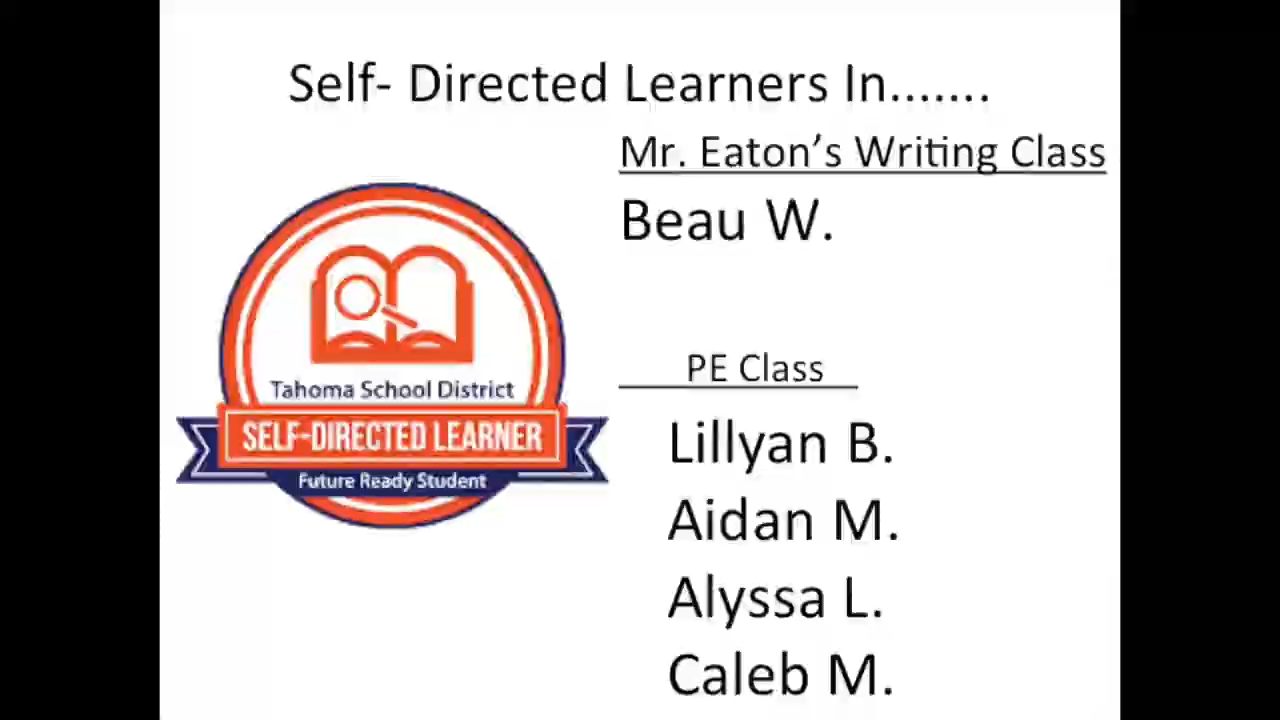 Self- Directed Learners In.......
Mr. Eaton’s Writing Class
Beau W.
Tahoma School District
SELF-DIRECTED LEARNER
Future Ready Student
PE Class
Lillyan B.
Aidan M.
Alyssa L.
Caleb M.